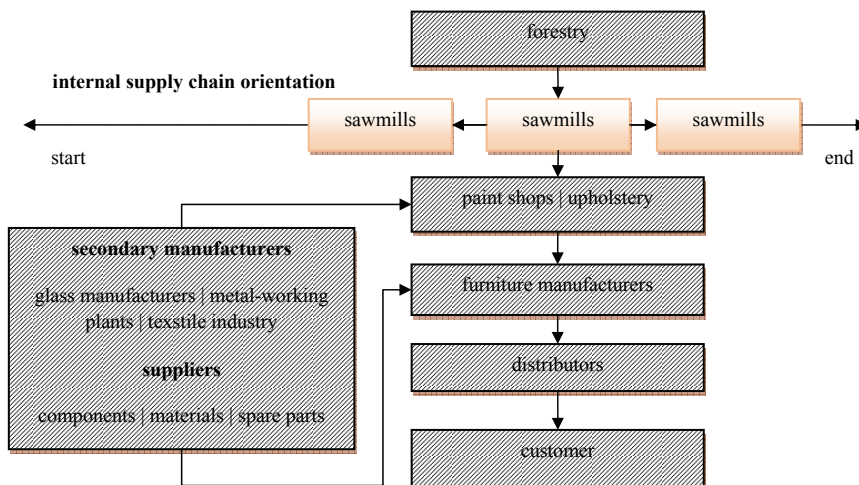 forestry
internal supply chain orientation
sawmills
sawmills
sawmills
start
end
paint shops | upholstery
secondary manufacturers
glass manufacturers | metal-working
plants | texstile industry
suppliers
components | materials | spare parts
furniture manufacturers
distributors
customer